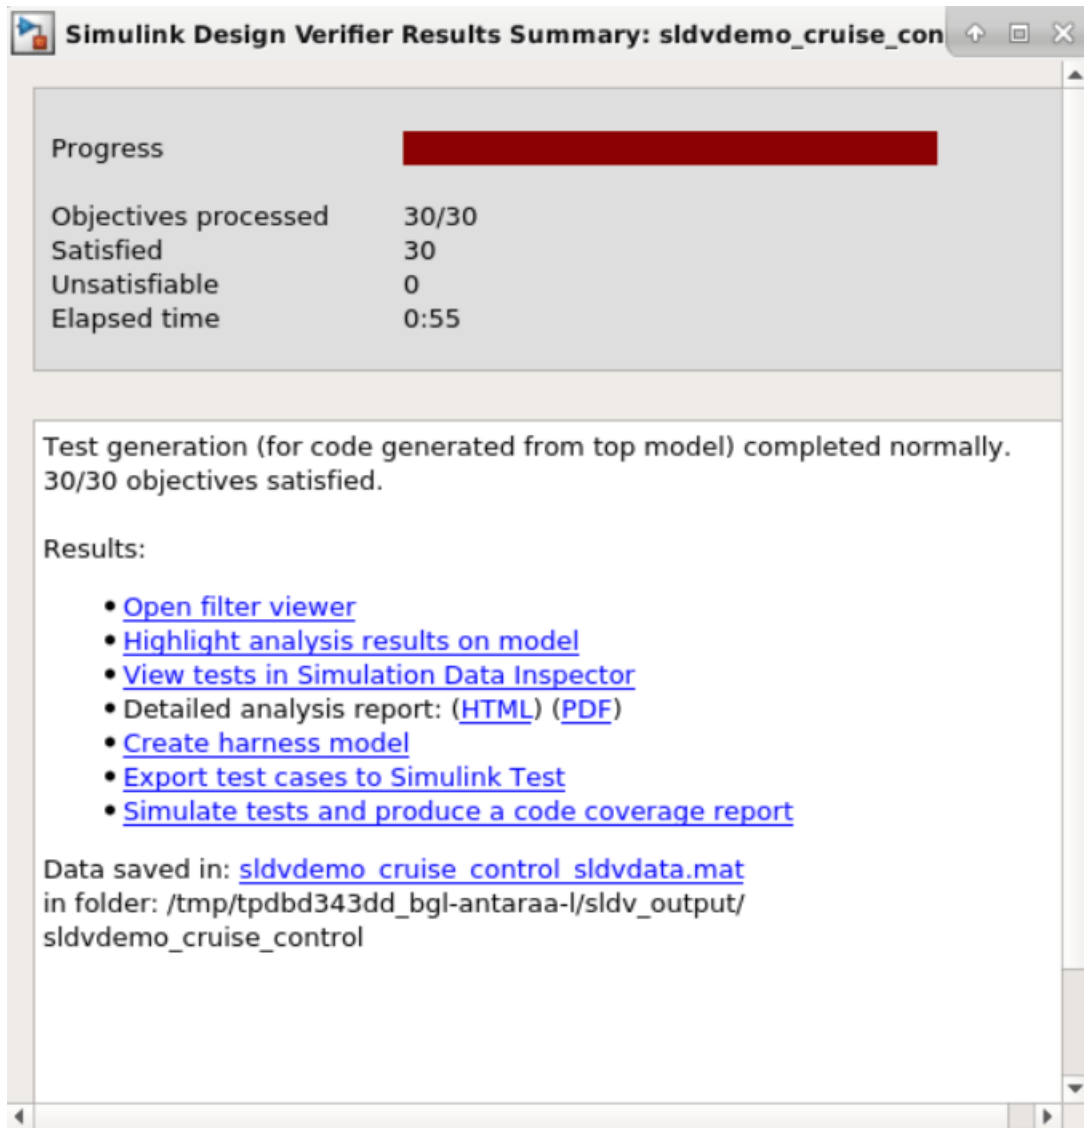 Simulink Design Verifier Results Summary: sldvdemo_cruise_con
Progress
Objectives processed 30/30
Satisfied 30
Unsatisfiable 0
Elapsed time 0:55
Test generation (for code generated from top model) completed normally.
30/30 objectives satisfied.
Results:
• Open filter viewer
• Highlight analysis results on model
• View tests in Simulation Data Inspector
• Detailed analysis report: (HTML) (PDF)
• Create harness model
• Export test cases to Simulink Test
• Simulate tests and produce a code coverage report
Data saved in: sldvdemo_cruise_control_sldvdata.mat
in folder: /tmp/tpdbd343dd_bgl-antaraa-l/sldv_output/
sldvdemo_cruise_control